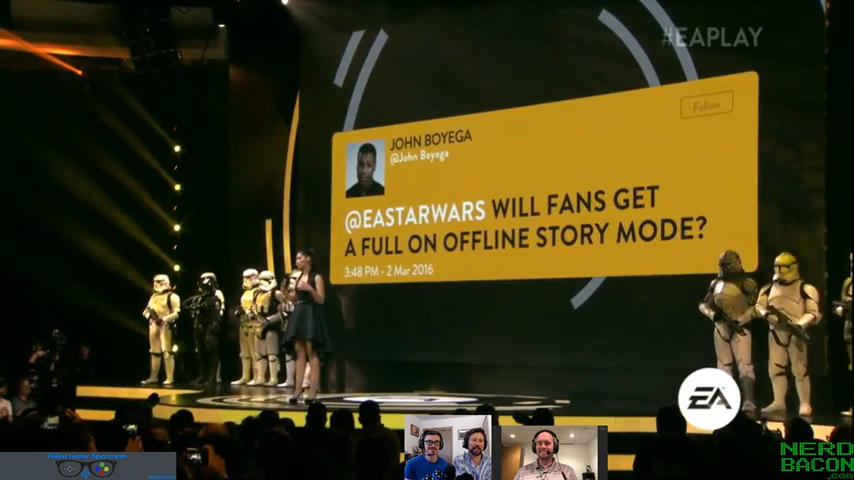 #EAPLAY
Follow
JOHN BOYEGA
@John Boyega
@EASTARWARS WILL FANS GET
A FULL ON OFFLINE STORY MODE?
3:48 PM - 2 Mar 2016
EA
Video Game Spectrum
NERD
BACON
.com